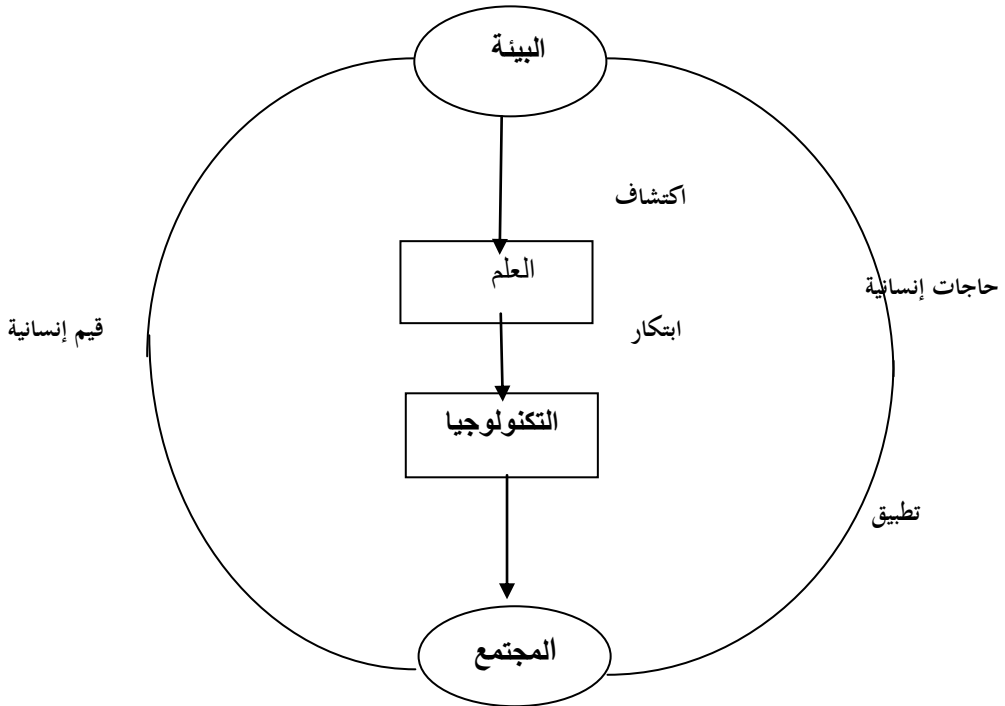 البيئة
اكتشاف
العلم
حاجات إنسانية
ابتكار
قيم إنسانية
التكنولوجيا
تطبيق
المجتمع